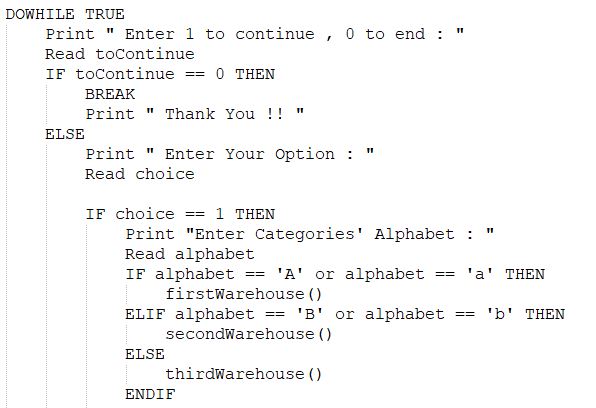 DOWHILE TRUE
Print " Enter 1 to continue , 0 to end : "
Read toContinue
IF toContinue == 0 THEN
BREAK
Print " Thank You !! "
ELSE
Print " Enter Your Option : "
Read choice
IF choice == 1 THEN
Print "Enter Categories' Alphabet : "
Read alphabet
IF alphabet == 'A' or alphabet == 'a' THEN
firstWarehouse()
ELIF alphabet == 'B' or alphabet == 'b' THEN
secondWarehouse()
ELSE
thirdWarehouse()
ENDIF